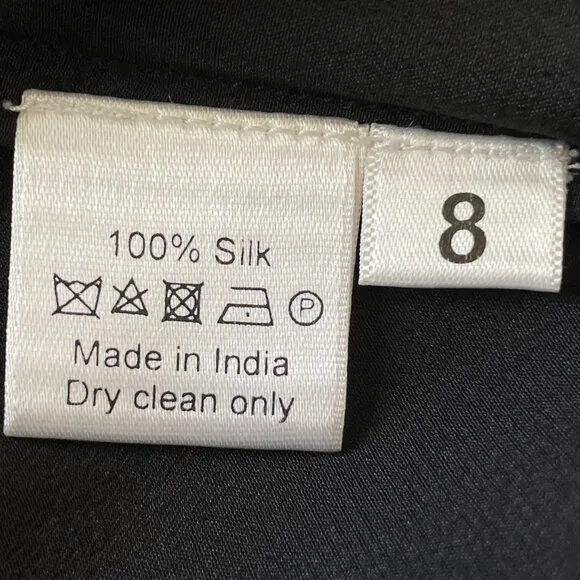 100% Silk
P
Made in India
Dry clean only
8